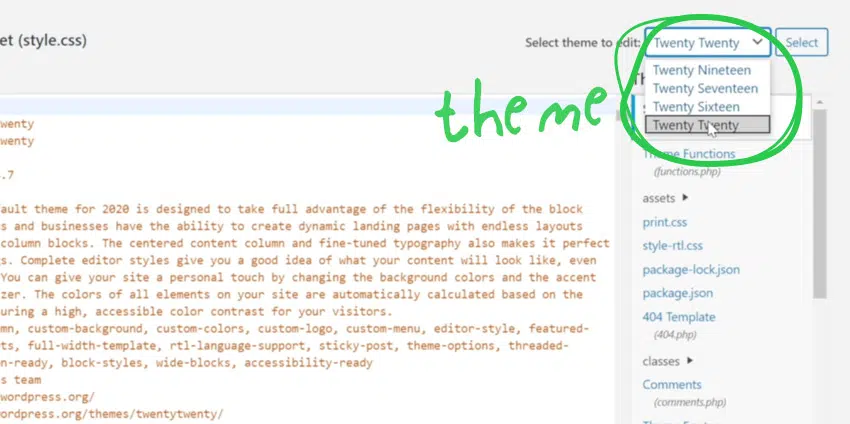 et (style.css)
Select theme to edit: Twenty Twenty Select
Twenty Nineteen
Twenty Seventeen
Twenty Sixteen
Twenty Twenty
theme
Th
s
wenty
wenty
.7
fault theme for 2020 is designed to take full advantage of the flexibility of the block
s and businesses have the ability to create dynamic landing pages with endless layouts
column blocks. The centered content column and fine-tuned typography also makes it perfect
s. Complete editor styles give you a good idea of what your content will look like, even
You can give your site a personal touch by changing the background colors and the accent
zer. The colors of all elements on your site are automatically calculated based on the
uring a high, accessible color contrast for your visitors.
mn, custom-background, custom-colors, custom-logo, custom-menu, editor-style, featured-
ts, full-width-template, rtl-language-support, sticky-post, theme-options, threaded-
n-ready, block-styles, wide-blocks, accessibility-ready
s team
wordpress.org/
wordpress.org/themes/twentytwenty/
Theme Functions
(functions.php)
assets
print.css
style-rtl.css
package-lock.json
package.json
404 Template
(404.php)
classes
Comments
(comments.php)
Theme Footer